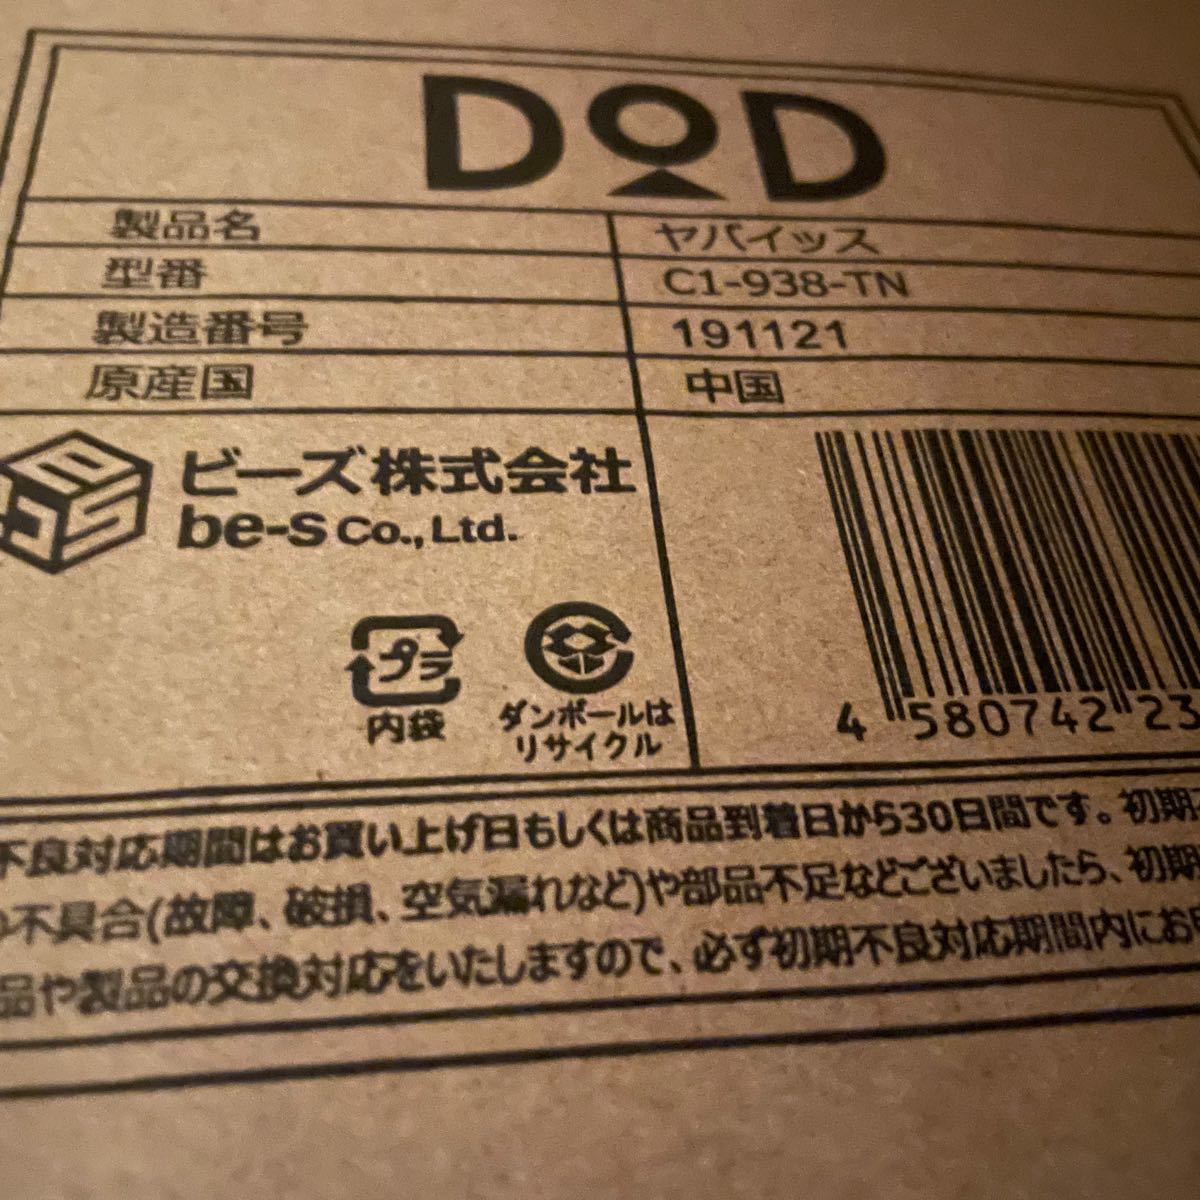 DOD
製品名 ヤバイッス
型番 C1-938-TN
製造番号 191121
原産国 中国
ビーズ株式会社
be-s Co., Ltd.
プラ
内袋
ダンボールは
リサイクル
4 580742 23
不良対応期間はお買い上げ日もしくは商品到着日から30日間です。初期
不具合(故障、破損、空気漏れなど)や部品不足などございましたら、初期
品や製品の交換対応をいたしますので、必ず初期不良対応期間内にお